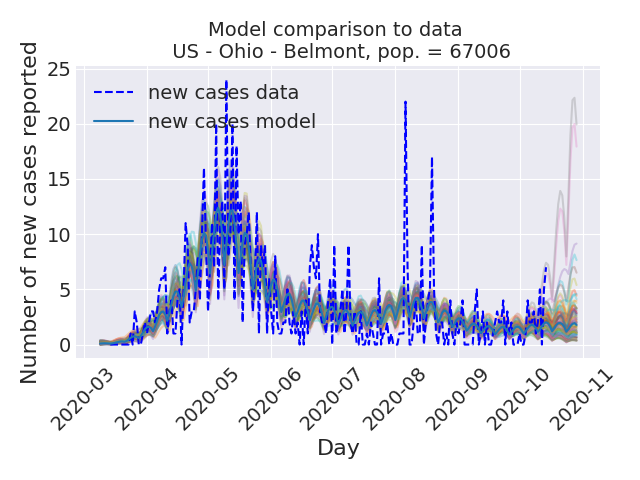 Model comparison to data
US - Ohio - Belmont, pop. = 67006
Number of new cases reported
25
20
15
10
5
0
new cases data
new cases model
2020-03
2020-04
2020-05
2020-06
2020-07
2020-08
2020-09
2020-10
2020-11
Day